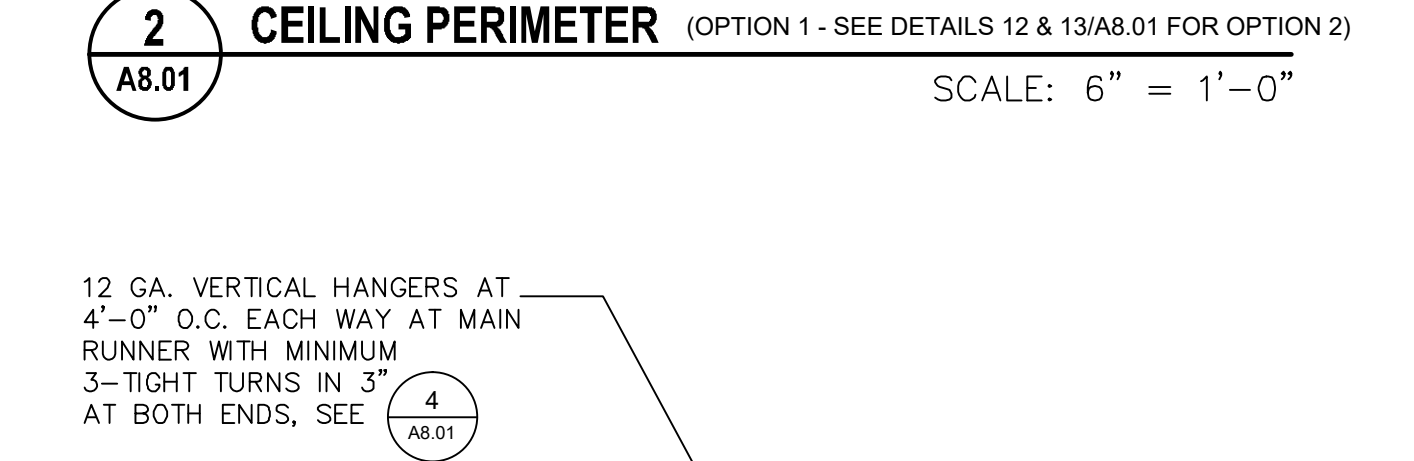 2
A8.01
CEILING PERIMETER (OPTION 1 - SEE DETAILS 12 & 13/A8.01 FOR OPTION 2)
SCALE: 6" = 1'-0"
12 GA. VERTICAL HANGERS AT
4'-0" O.C. EACH WAY AT MAIN
RUNNER WITH MINIMUM
3-TIGHT TURNS IN 3"
AT BOTH ENDS, SEE
4
A8.01